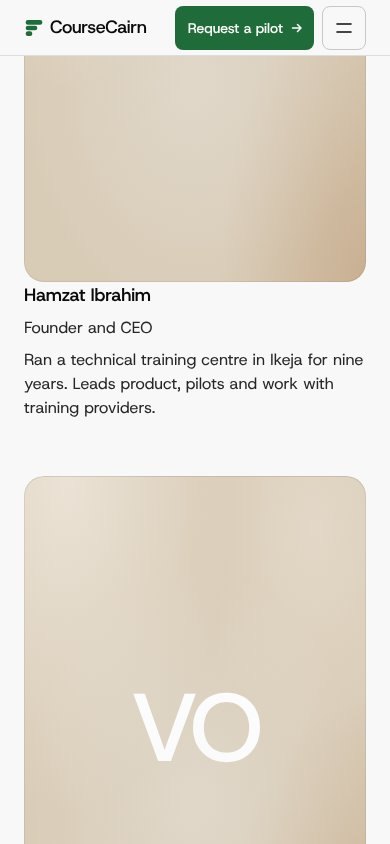 CourseCairn
Request a pilot →
Hamzat Ibrahim
Founder and CEO
Ran a technical training centre in Ikeja for nine
years. Leads product, pilots and work with
training providers.
VO